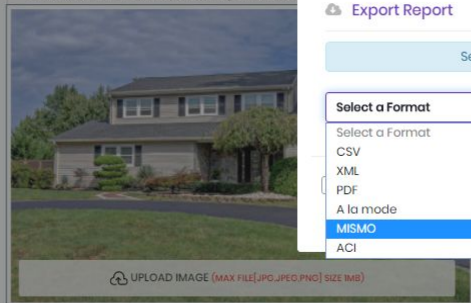 Export Report
Se
Select a Format
Select a Format
CSV
XML
PDF
A la mode
MISMO
ACI
UPLOAD IMAGE (MAX FILE[JPG,JPEG,PNG] SIZE 1MB)